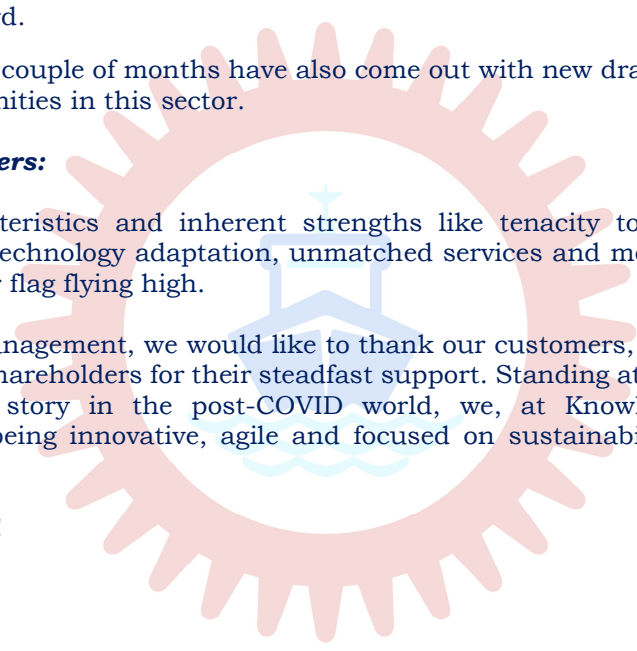 rd.
couple of months have also come out with new dra
nities in this sector.
ers:
teristics and inherent strengths like tenacity to
echnology adaptation, unmatched services and m
flag flying high.
nagement, we would like to thank our customers,
hareholders for their steadfast support. Standing at
story in the post-COVID world, we, at Know
being innovative, agile and focused on sustainabi